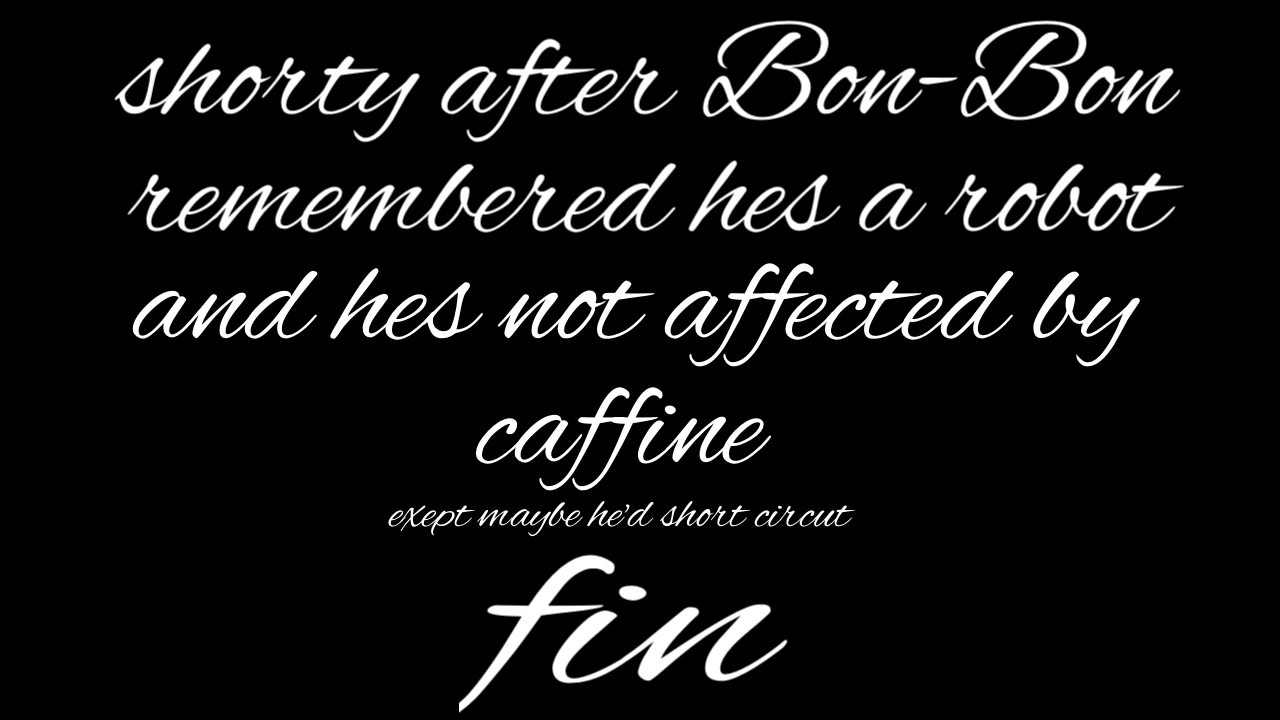 shorty after Bon-Bon
remembered hes a robot
and hes not affected by
caffine
exept maybe he'd short circut
fin